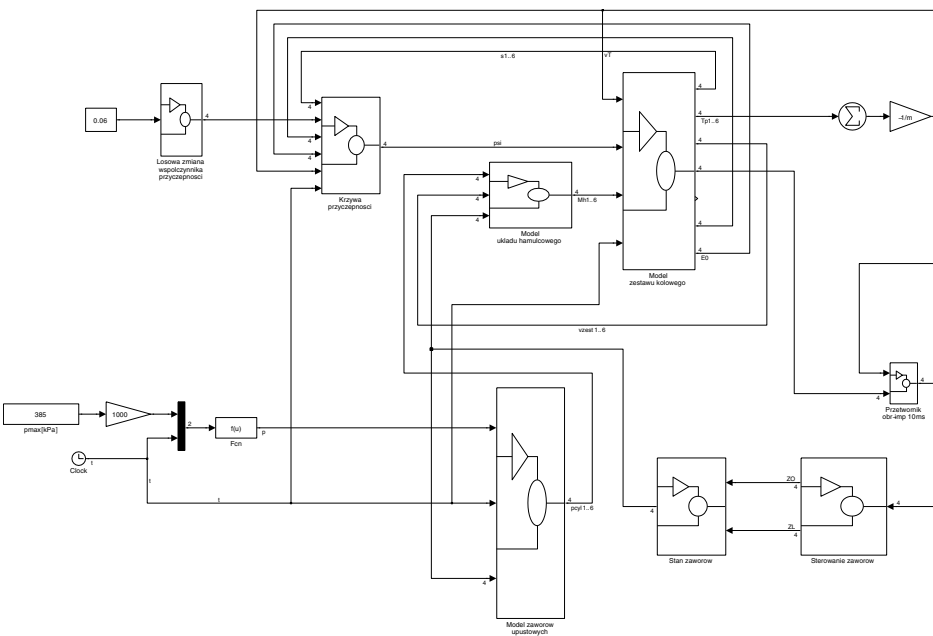 s1..6
vT
4
4
0.06
4
Tp1..6
-1/m
Losowa zmiana
wspolczynnika
przyczepnosci
4
4
4
4
psi
4
Krzywa
przyczepnosci
4
4
4
4
Mh1..6
Model
ukladu hamulcowego
4
4
E0
Model
zestawu kolowego
vzest 1..6
4
4
Przetwornik
obr-imp 10ms
385
pmax[kPa]
1000
2
f(u)
Fcn
p
Clock
t
t
t
4
pcyl 1..6
4
Model zaworow
upustowych
4
Stan zaworow
ZO
4
ZL
4
4
Sterowanie zaworow